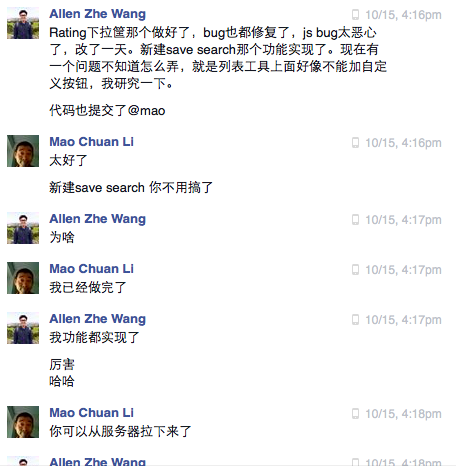 Allen Zhe Wang 10/15, 4:16pm
Rating下拉筐那个做好了，bug也都修复了，js bug太恶心
了，改了一天。新建save search那个功能实现了。现在有
一个问题不知道怎么弄，就是列表工具上面好像不能加自定
义按钮，我研究一下。
代码也提交了@mao
Mao Chuan Li 10/15, 4:16pm
太好了
新建save search 你不用搞了
Allen Zhe Wang 10/15, 4:17pm
为啥
Mao Chuan Li 10/15, 4:17pm
我已经做完了
Allen Zhe Wang 10/15, 4:17pm
我功能都实现了
厉害
哈哈
Mao Chuan Li 10/15, 4:18pm
你可以从服务器拉下来了
Allen Zhe Wang 10/15, 4:18pm